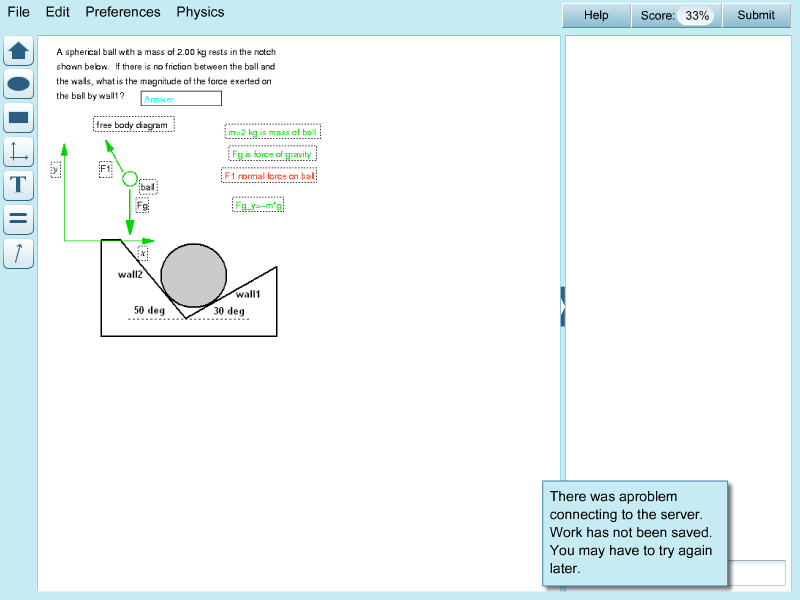 File Edit Preferences Physics
Help Score: 33% Submit
A spherical ball with a mass of 2.00 kg rests in the notch
shown below. If there is no friction between the ball and
the walls, what is the magnitude of the force exerted on
the ball by wall1? Answer
free body diagram
m=2 kg is mass of ball
Fg is force of gravity
F1 normal force on ball
Fg_y=-m*g
y
F1
ball
Fg
x
wall2
wall1
50 deg 30 deg
T
There was aproblem
connecting to the server.
Work has not been saved.
You may have to try again
later.